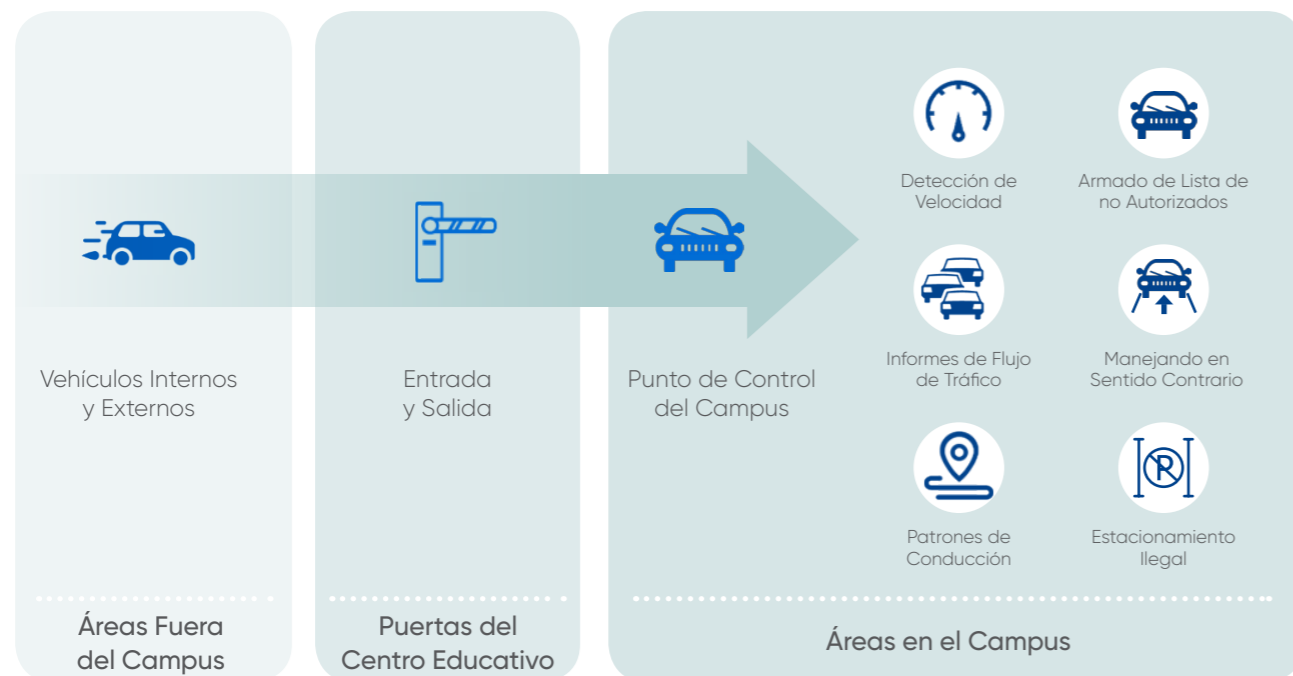 Detección de
Velocidad
Armado de Lista de
no Autorizados
Informes de Flujo
de Tráfico
Manejando en
Sentido Contrario
Vehículos Internos
y Externos
Entrada
y Salida
Punto de Control
del Campus
Patrones de
Conducción
P
Estacionamiento
Ilegal
Áreas Fuera
del Campus
Puertas del
Centro Educativo
Áreas en el Campus